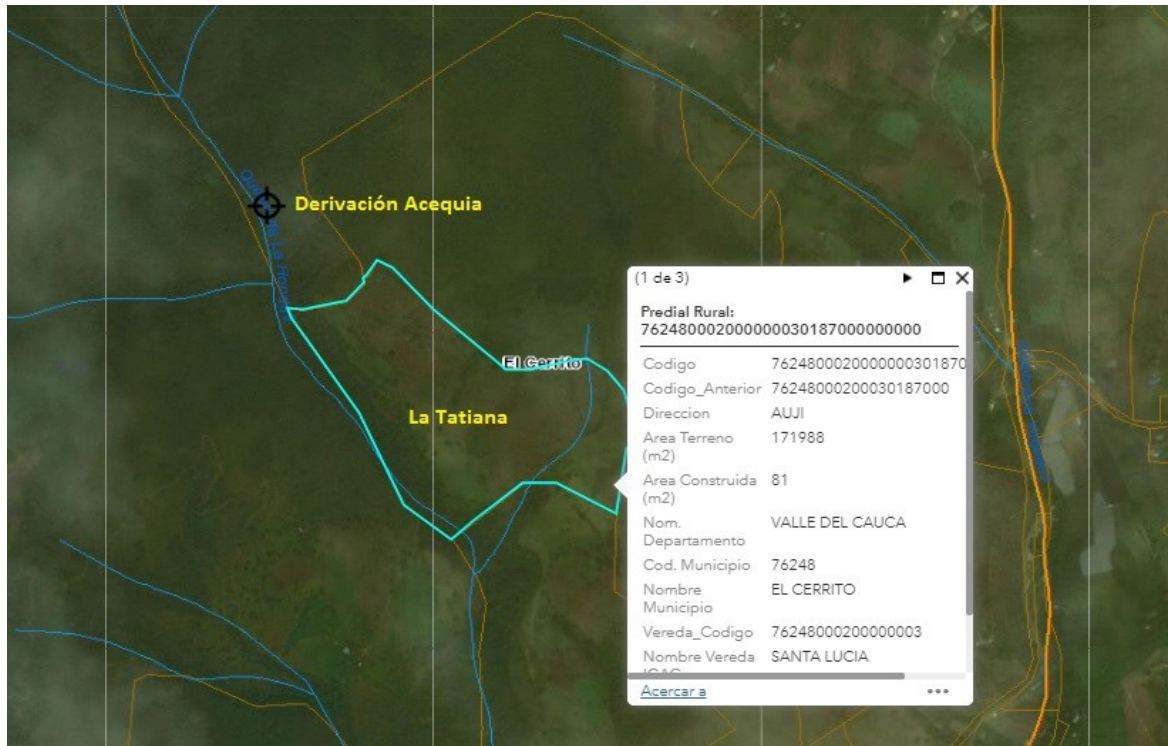 Derivación Acequia
(1 de 3)
Predial Rural:
762480002000000030187000000000
El Cerrito
Codigo 7624800020000000301870
Codigo_Anterior 76248000200030187000
La Tatiana
Direccion AUJI
Area Terreno 171988
(m2)
Area Construida 81
(m2)
Nom. VALLE DEL CAUCA
Departamento
Cod. Municipio 76248
Nombre EL CERRITO
Municipio
Vereda_Codigo 76248000200000003
Nombre Vereda SANTA LUCIA
Acercar a